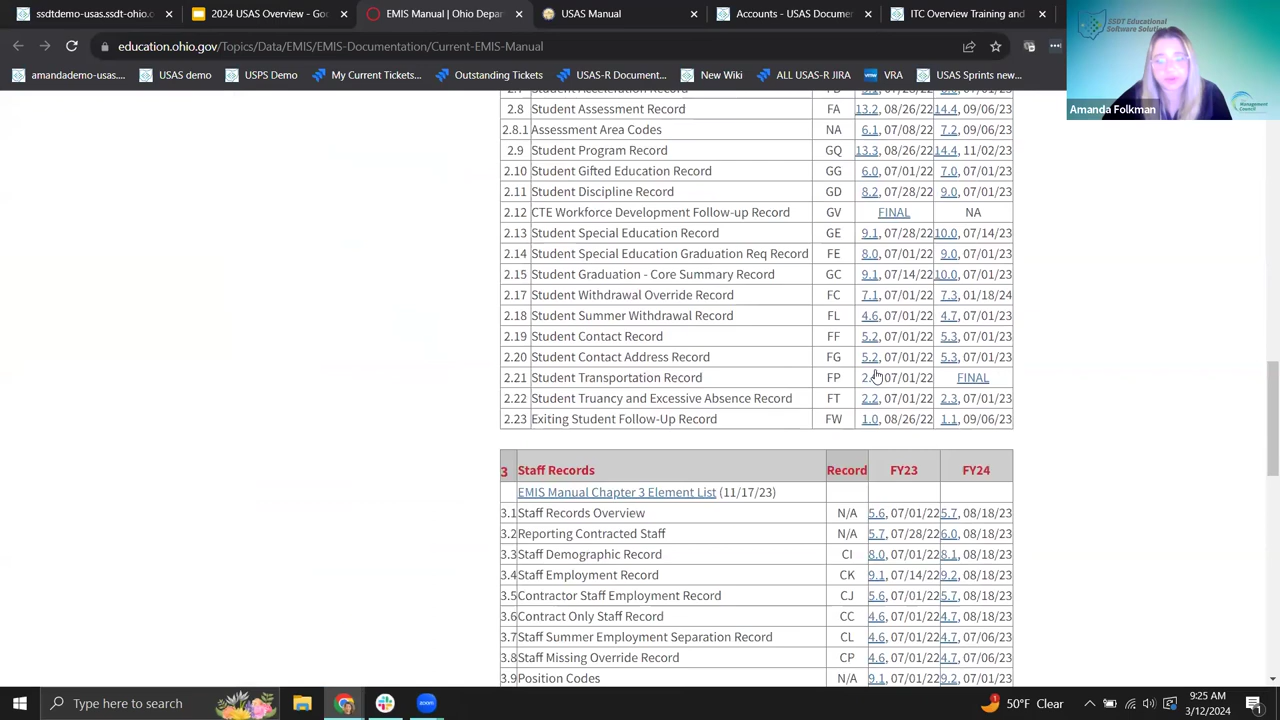 ssdtdemo-usas.ssdt-ohio.
2024 USAS Overview - Goo
EMIS Manual | Ohio Depar
USAS Manual
Accounts - USAS Documen
ITC Overview Training and
education.ohio.gov/Topics/Data/EMIS/EMIS-Documentation/Current-EMIS-Manual
amandademo-usas....
USAS demo
USPS Demo
My Current Tickets...
Outstanding Tickets
USAS-R Document...
New Wiki
ALL USAS-R JIRA
VRA
USAS Sprints new...
SSDT Educational
Software Solution
Amanda Folkman
Management
Council
2.8 Student Assessment Record FA 13.2, 08/26/22 14.4, 09/06/23
2.8.1 Assessment Area Codes NA 6.1, 07/08/22 7.2, 09/06/23
2.9 Student Program Record GQ 13.3, 08/26/22 14.4, 11/02/23
2.10 Student Gifted Education Record GG 6.0, 07/01/22 7.0, 07/01/23
2.11 Student Discipline Record GD 8.2, 07/28/22 9.0, 07/01/23
2.12 CTE Workforce Development Follow-up Record GV FINAL NA
2.13 Student Special Education Record GE 9.1, 07/28/22 10.0, 07/14/23
2.14 Student Special Education Graduation Req Record FE 8.0, 07/01/22 9.0, 07/01/23
2.15 Student Graduation - Core Summary Record GC 9.1, 07/14/22 10.0, 07/01/23
2.17 Student Withdrawal Override Record FC 7.1, 07/01/22 7.3, 01/18/24
2.18 Student Summer Withdrawal Record FL 4.6, 07/01/22 4.7, 07/01/23
2.19 Student Contact Record FF 5.2, 07/01/22 5.3, 07/01/23
2.20 Student Contact Address Record FG 5.2, 07/01/22 5.3, 07/01/23
2.21 Student Transportation Record FP 07/01/22 FINAL
2.22 Student Truancy and Excessive Absence Record FT 2.2, 07/01/22 2.3, 07/01/23
2.23 Exiting Student Follow-Up Record FW 1.0, 08/26/22 1.1, 09/06/23
3 Staff Records Record FY23 FY24
EMIS Manual Chapter 3 Element List (11/17/23)
3.1 Staff Records Overview N/A 5.6, 07/01/22 5.7, 08/18/23
3.2 Reporting Contracted Staff N/A 5.7, 07/28/22 6.0, 08/18/23
3.3 Staff Demographic Record CI 8.0, 07/01/22 8.1, 08/18/23
3.4 Staff Employment Record CK 9.1, 07/14/22 9.2, 08/18/23
3.5 Contractor Staff Employment Record CJ 5.6, 07/01/22 5.7, 08/18/23
3.6 Contract Only Staff Record CC 4.6, 07/01/22 4.7, 08/18/23
3.7 Staff Summer Employment Separation Record CL 4.6, 07/01/22 4.7, 07/06/23
3.8 Staff Missing Override Record CP 4.6, 07/01/22 4.7, 07/06/23
3.9 Position Codes N/A 9.1, 07/01/22 9.2, 07/01/23
Type here to search
50°F Clear
9:25 AM
3/12/2024